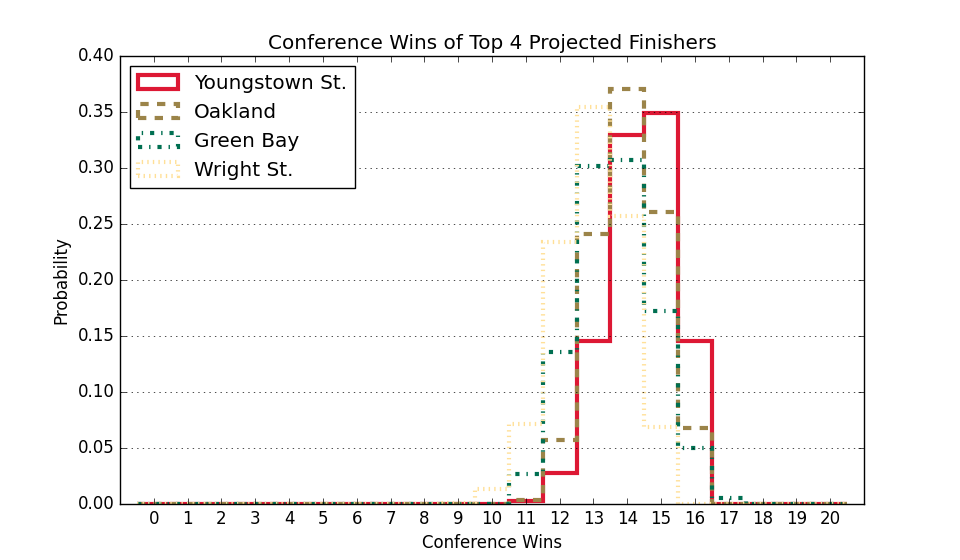 Conference Wins of Top 4 Projected Finishers
0.40
0.35
0.30
0.25
0.20
0.15
0.10
0.05
0.00
Probability
Youngstown St.
Oakland
Green Bay
Wright St.
0 1 2 3 4 5 6 7 8 9 10 11 12 13 14 15 16 17 18 19 20
Conference Wins